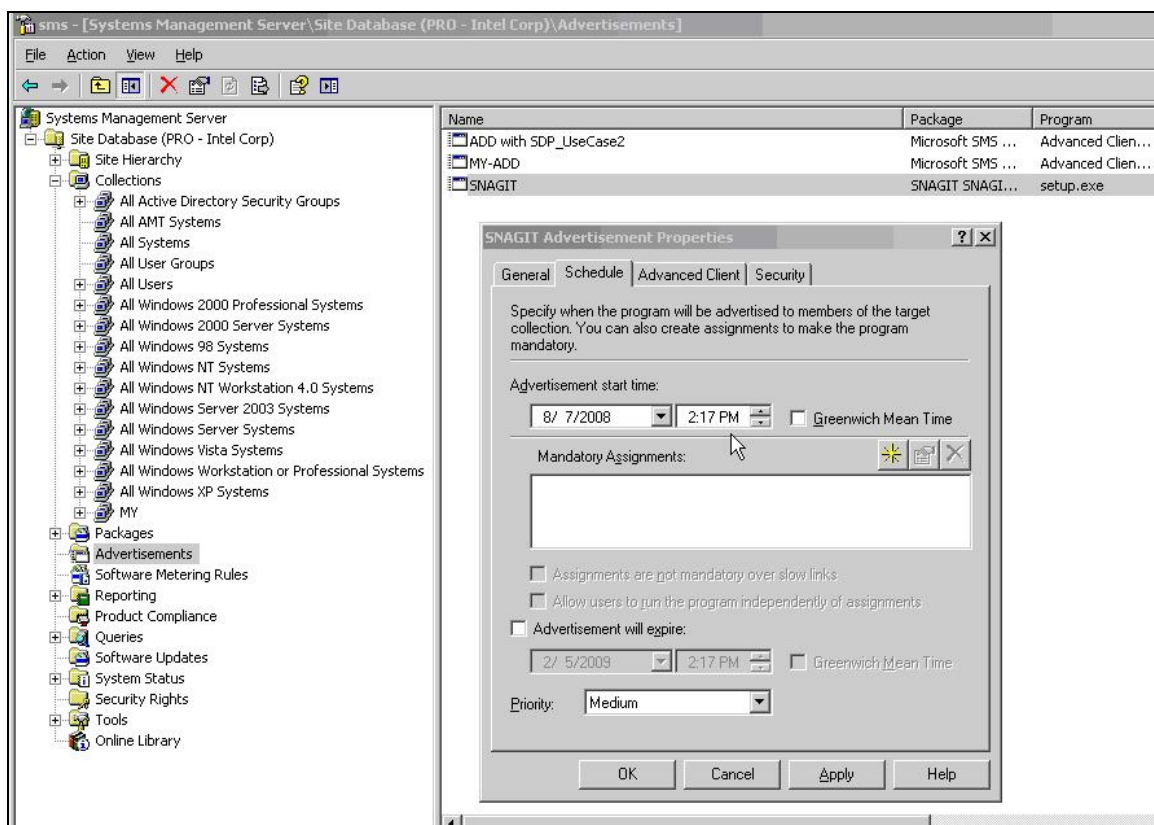 sms - [Systems Management Server\Site Database (PRO - Intel Corp)\Advertisements]
File Action View Help
Systems Management Server
Site Database (PRO - Intel Corp)
Site Hierarchy
Collections
All Active Directory Security Groups
All AMT Systems
All Systems
All User Groups
All Users
All Windows 2000 Professional Systems
All Windows 2000 Server Systems
All Windows 98 Systems
All Windows NT Systems
All Windows NT Workstation 4.0 Systems
All Windows Server 2003 Systems
All Windows Server Systems
All Windows Vista Systems
All Windows Workstation or Professional Systems
All Windows XP Systems
MY
Packages
Advertisements
Software Metering Rules
Reporting
Product Compliance
Queries
Software Updates
System Status
Security Rights
Tools
Online Library
Name Package Program
ADD with SDP_UseCase2 Microsoft SMS ... Advanced Clien...
MY-ADD Microsoft SMS ... Advanced Clien...
SNAGIT SNAGIT SNAGI... setup.exe
SNAGIT Advertisement Properties
General Schedule Advanced Client Security
Specify when the program will be advertised to members of the target
collection. You can also create assignments to make the program
mandatory.
Advertisement start time:
8/ 7/2008 2:17 PM Greenwich Mean Time
Mandatory Assignments:
Assignments are not mandatory over slow links
Allow users to run the program independently of assignments
Advertisement will expire:
2/ 5/2009 2:17 PM Greenwich Mean Time
Priority: Medium
OK Cancel Apply Help